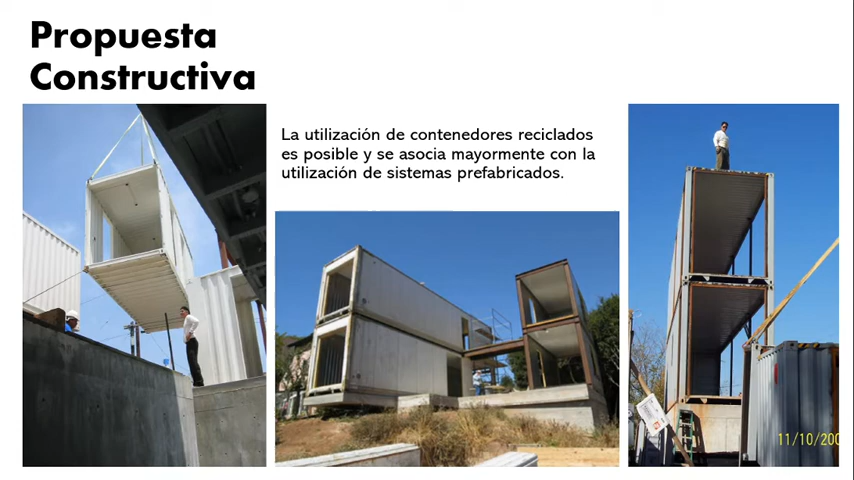 Propuesta
Constructiva
La utilización de contenedores reciclados
es posible y se asocia mayormente con la
utilización de sistemas prefabricados.
11/10/200